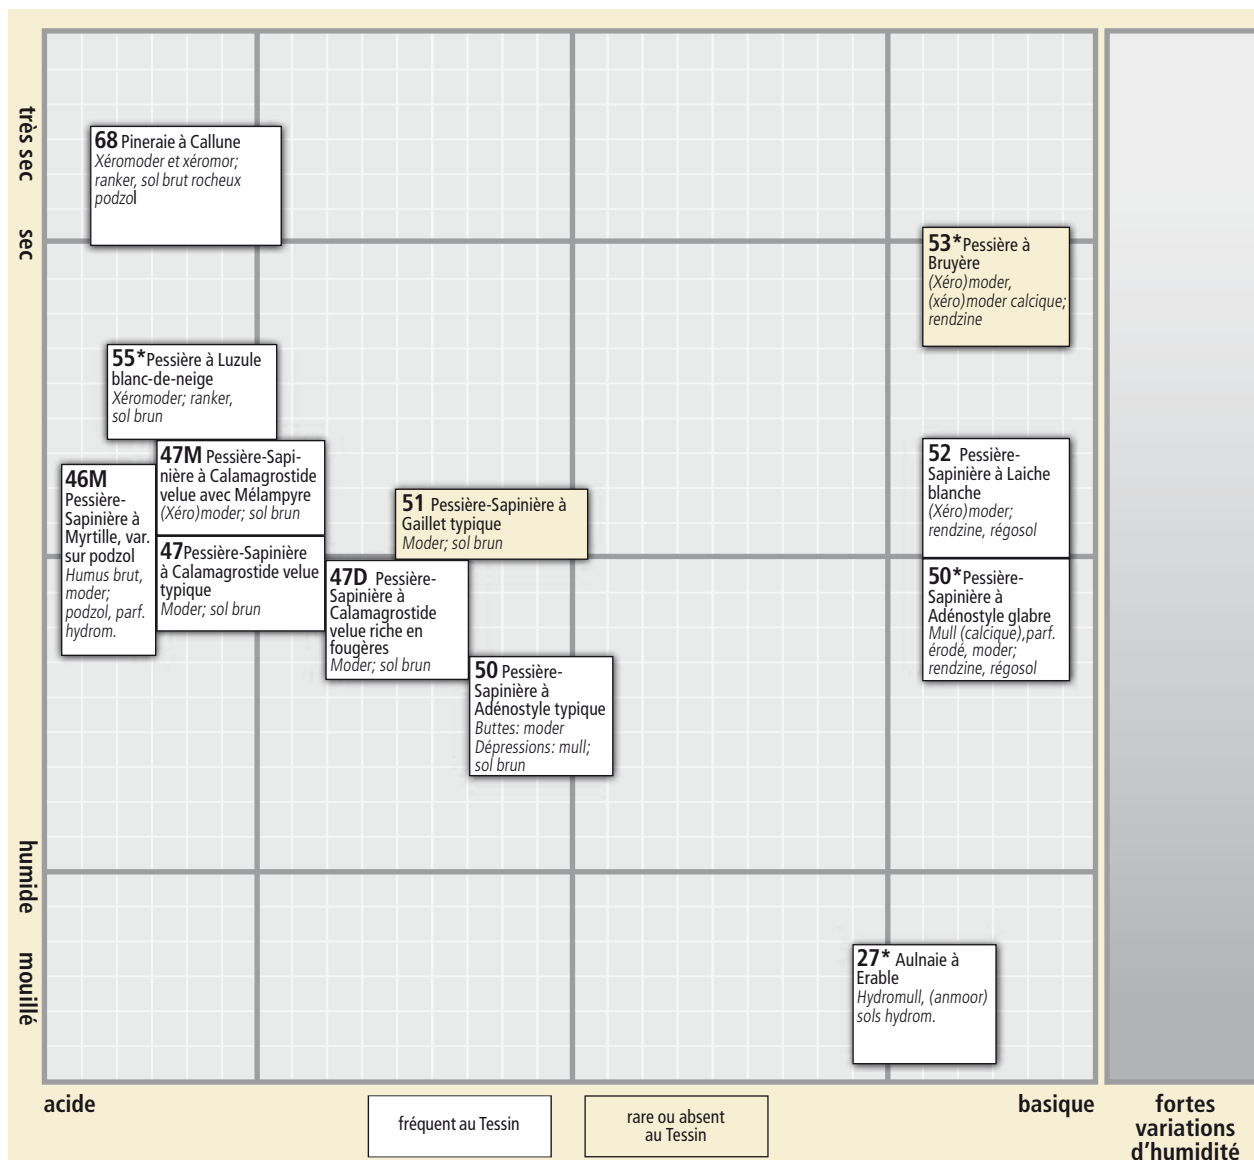 très sec
sec
humide
mouillé
68 Pineraie à Callune
Xéromoder et xéromor;
ranker, sol brut rocheux
podzol
53*Pessière à
Bruyère
(Xéro)moder,
(xéro)moder calcique;
rendzine
55*Pessière à Luzule
blanc-de-neige
Xéromoder; ranker,
sol brun
46M
Pessière-
Sapinière à
Myrtille, var.
sur podzol
Humus brut,
moder;
podzol, parf.
hydrom.
47M Pessière-Sapi-
nière à Calamagrostide
velue avec Mélampyre
(Xéro)moder; sol brun
47Pessière-Sapinière
à Calamagrostide velue
typique
Moder; sol brun
51 Pessière-Sapinière à
Gaillet typique
Moder; sol brun
47D Pessière-
Sapinière à
Calamagrostide
velue riche en
fougères
Moder; sol brun
50 Pessière-
Sapinière à
Adénostyle typique
Buttes: moder
Dépressions: mull;
sol brun
52 Pessière-
Sapinière à Laiche
blanche
(Xéro)moder;
rendzine, régosol
50*Pessière-
Sapinière à
Adénostyle glabre
Mull (calcique),parf.
érodé, moder;
rendzine, régosol
27* Aulnaie à
Erable
Hydromull, (anmoor)
sols hydrom.
acide
basique
fortes
variations
d'humidité
fréquent au Tessin
rare ou absent
au Tessin